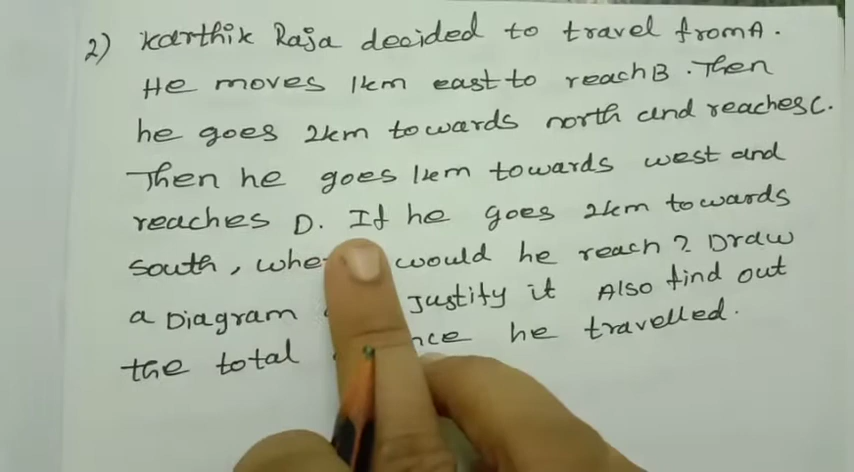 2) Karthik Raja decided to travel from A.
He moves 1km east to reach B. Then
he goes 2km towards north and reaches C.
Then he goes 1km towards west and
reaches D. If he goes 2km towards
south, would he reach? Draw
a Diagram Justify it Also find out
the total he travelled.